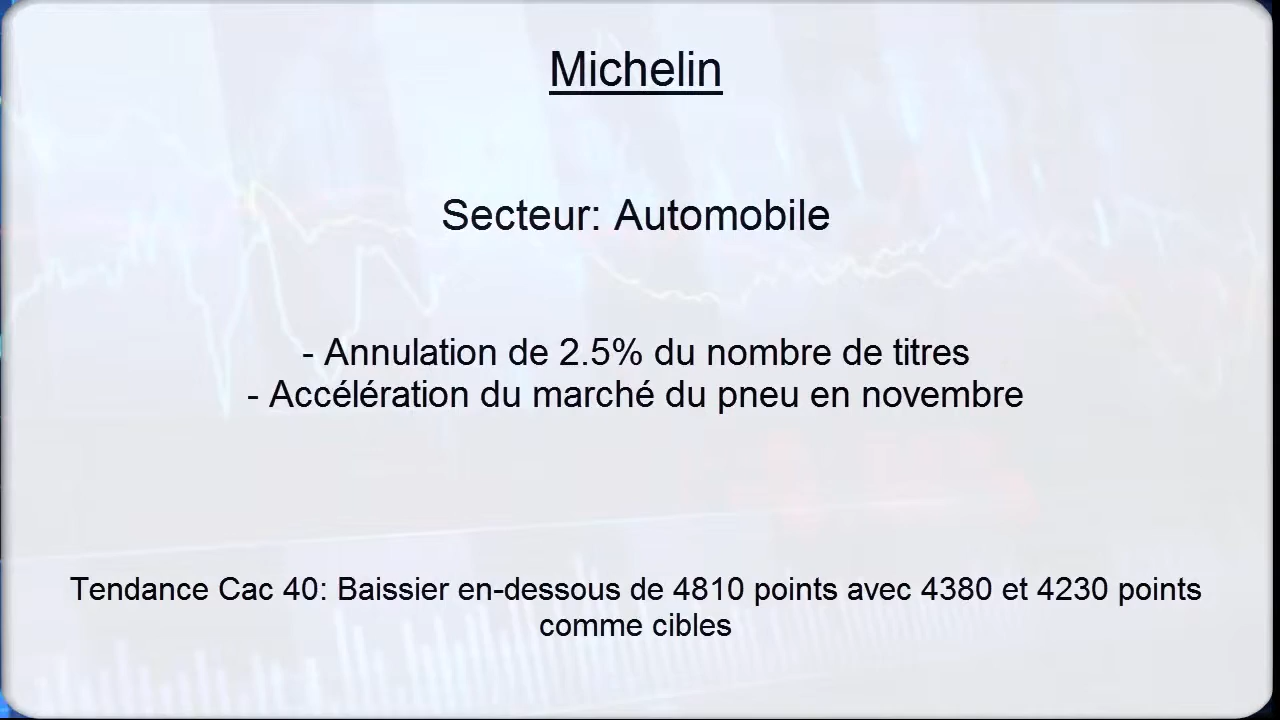 Michelin
Secteur: Automobile
- Annulation de 2.5% du nombre de titres
- Accélération du marché du pneu en novembre
Tendance Cac 40: Baissier en-dessous de 4810 points avec 4380 et 4230 points
comme cibles